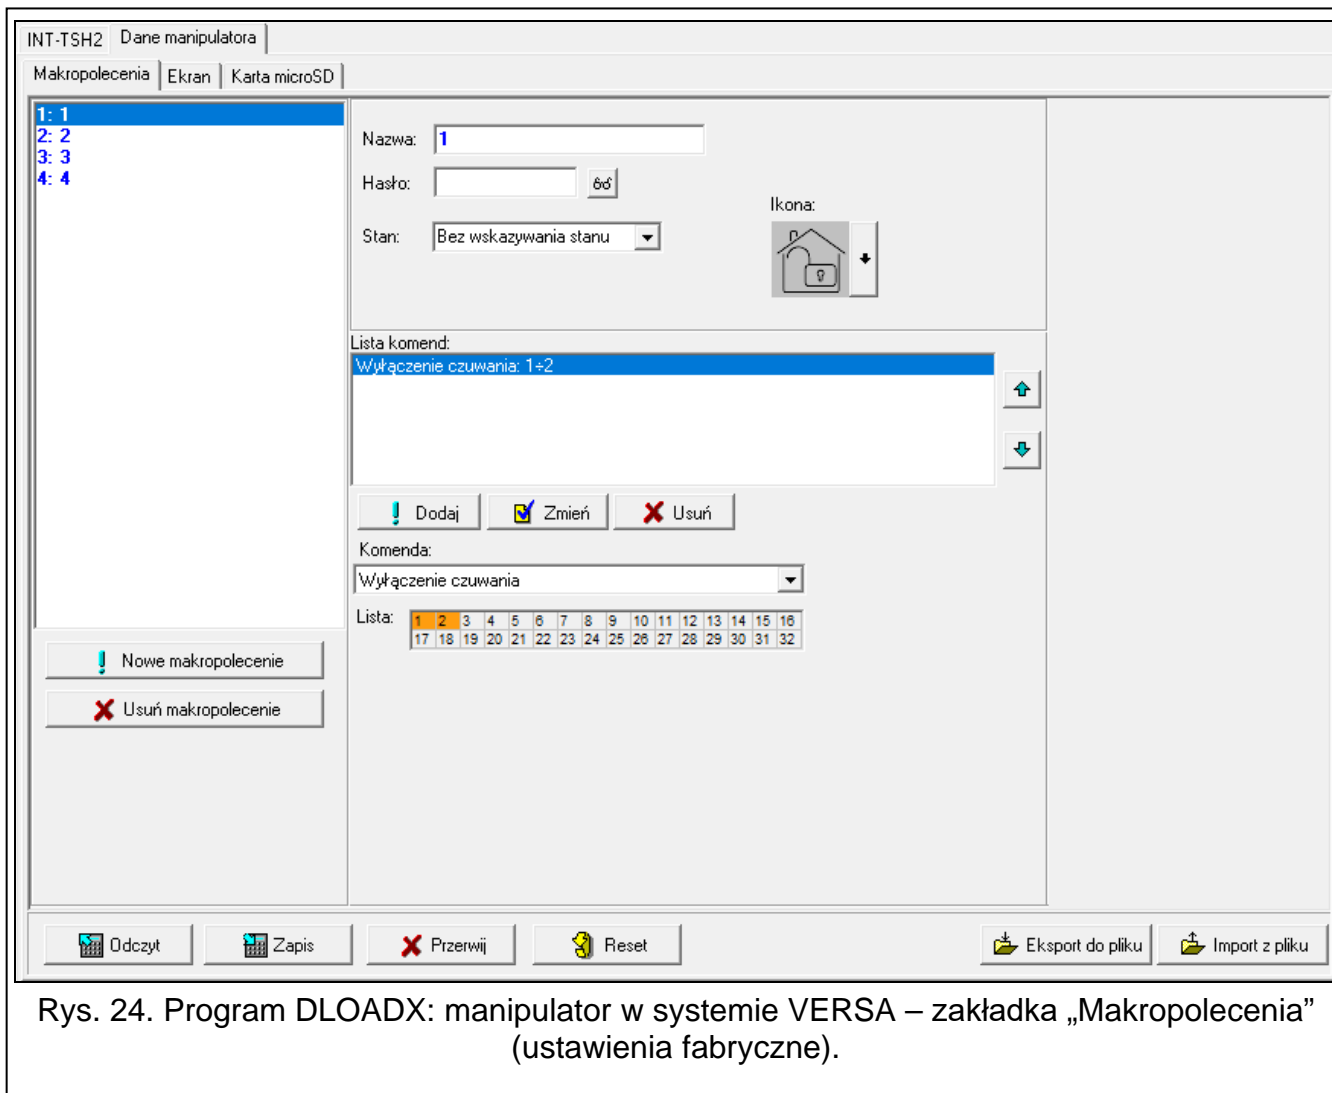 INT-TSH2 Dane manipulatora
Makropolecenia Ekran Karta microSD
1: 1
2: 2
3: 3
4: 4
Nazwa: 1
Hasło:
Stan: Bez wskazywania stanu
Ikona:
Lista komend:
Wyłączenie czuwania: 1÷2
Dodaj Zmień Usuń
Komenda:
Wyłączenie czuwania
Lista: 1 2 3 4 5 6 7 8 9 10 11 12 13 14 15 16
17 18 19 20 21 22 23 24 25 26 27 28 29 30 31 32
Nowe makropolecenie
Usuń makropolecenie
Odczyt Zapis Przerwij Reset Eksport do pliku Import z pliku
Rys. 24. Program DLOADX: manipulator w systemie VERSA – zakładka „Makropolecenia”
(ustawienia fabryczne).